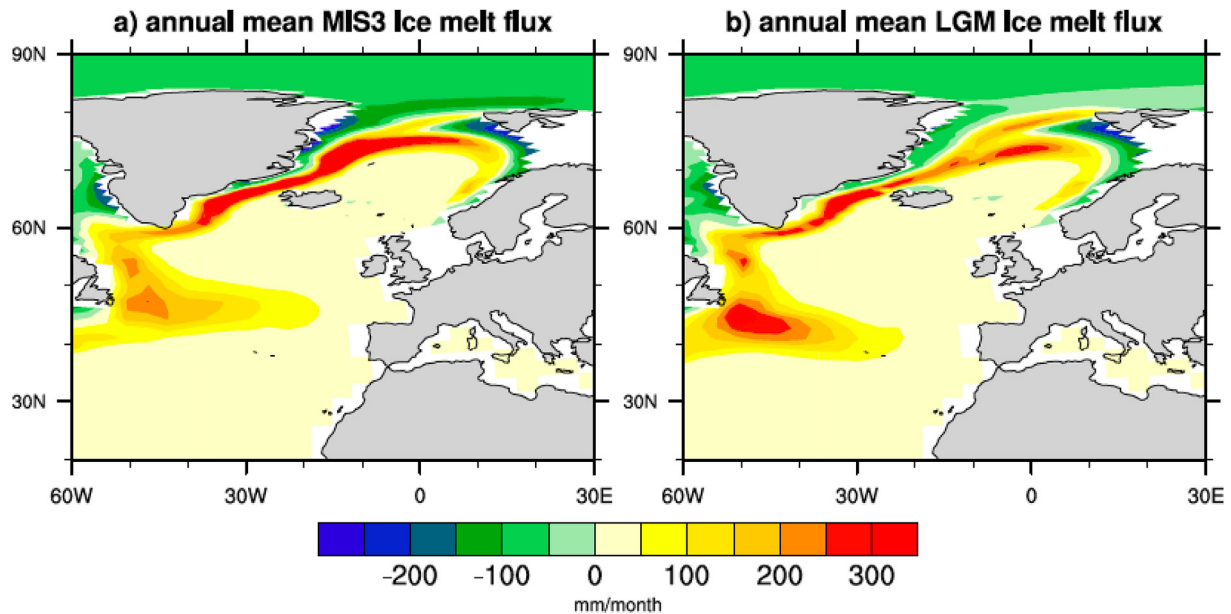 a) annual mean MIS3 Ice melt flux
b) annual mean LGM Ice melt flux
90N
60N
30N
60W 30W 0 30E
90N
60N
30N
60W 30W 0 30E
-200 -100 0 100 200 300
mm/month